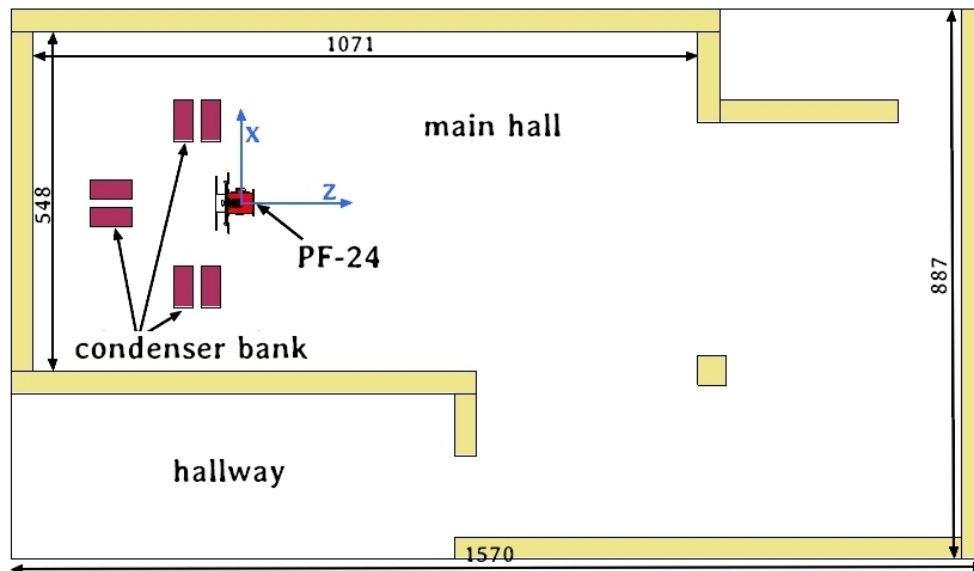 1071
main hall
X
Z
548
PF-24
887
condenser bank
hallway
1570